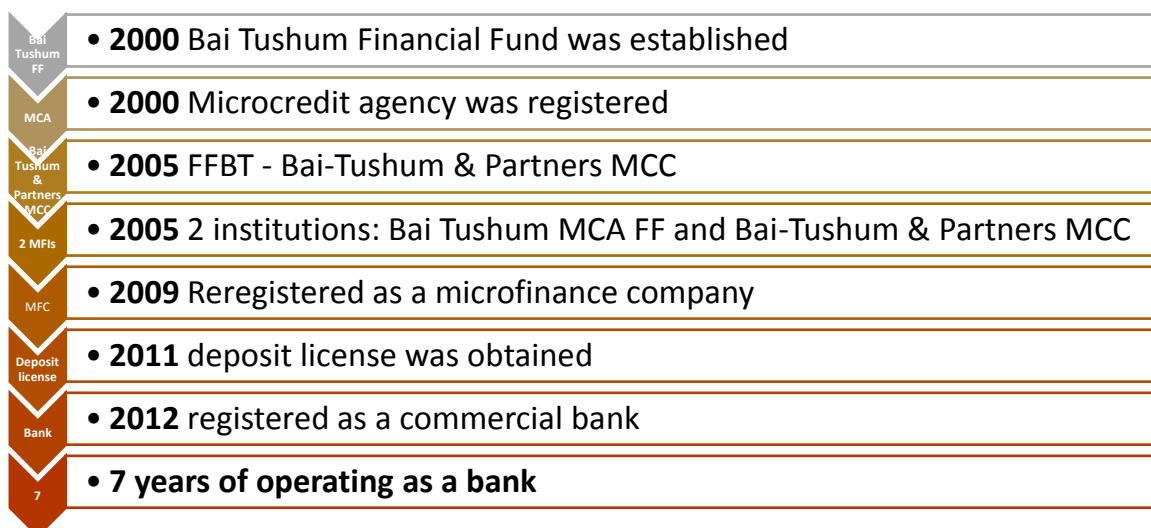 Bai
Tushum
FF
• 2000 Bai Tushum Financial Fund was established
MCA
• 2000 Microcredit agency was registered
Bai
Tushum
&
Partners
MCC
• 2005 FFBT - Bai-Tushum & Partners MCC
2 MFIs
• 2005 2 institutions: Bai Tushum MCA FF and Bai-Tushum & Partners MCC
MFC
• 2009 Reregistered as a microfinance company
Deposit
license
• 2011 deposit license was obtained
Bank
• 2012 registered as a commercial bank
7
• 7 years of operating as a bank